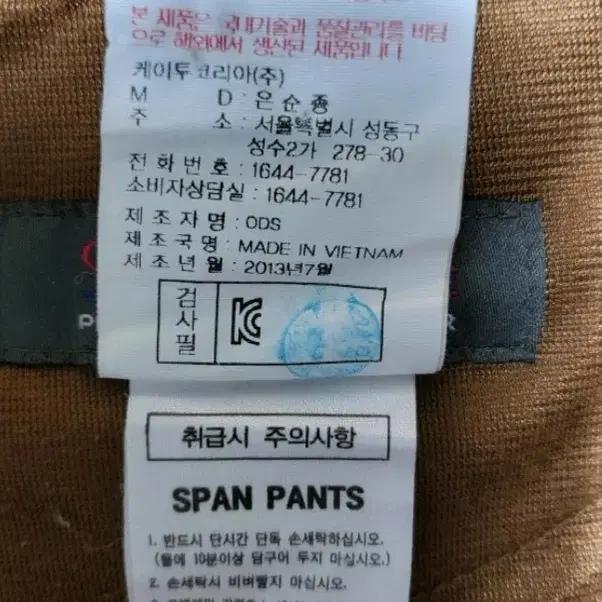 본 제품은 국내기술과 품질관리를 바탕
으로 해외에서 생산된 제품입니다.
케이투코리아(주)
M D : 은순종
주 소 : 서울특별시 성동구
성수2가 278-30
전 화 번 호 : 1644-7781
소비자상담실 : 1644-7781
제 조 자 명 : ODS
제 조 국 명 : MADE IN VIETNAM
제 조 년 월 : 2013년7월
검사필
취급시 주의사항
SPAN PANTS
1. 반드시 단시간 단독 손세탁하십시오.
(물에 10분이상 담구어 두지 마십시오.)
2. 손세탁시 비벼빨지 마십시오.